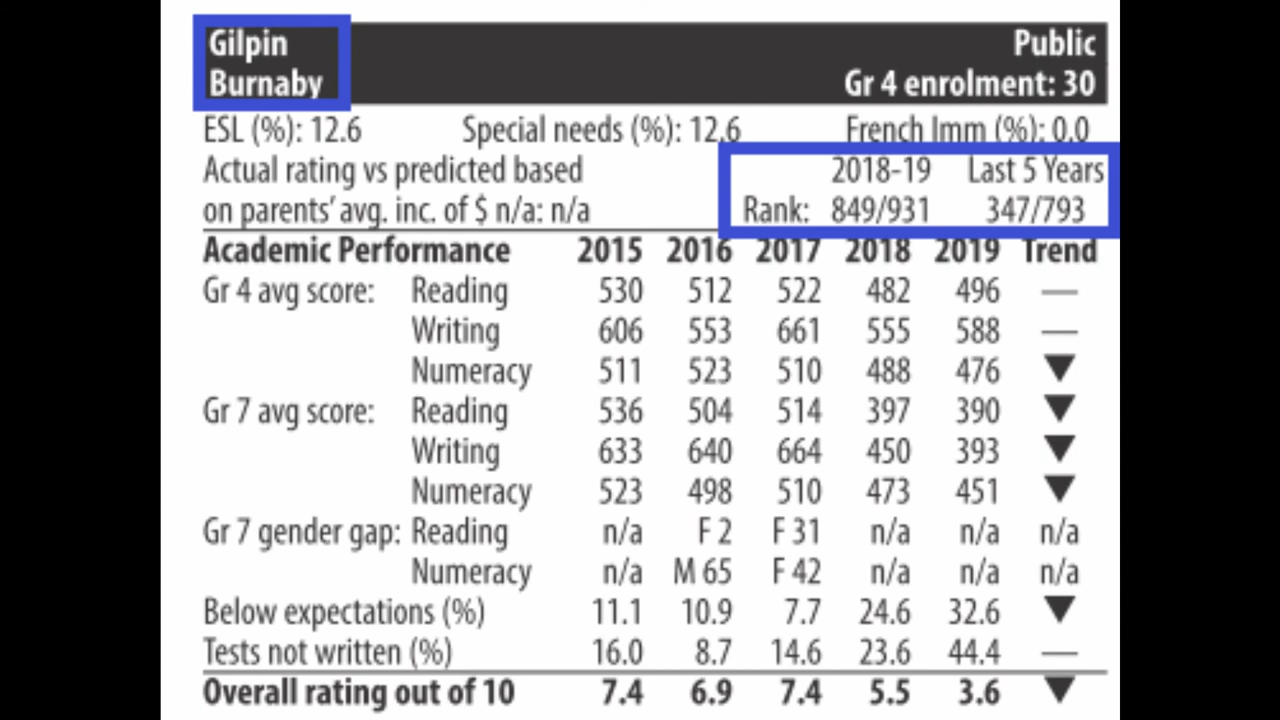 Gilpin Public
Burnaby Gr 4 enrolment: 30
ESL (%): 12.6 Special needs (%): 12.6 French Imm (%): 0.0
Actual rating vs predicted based 2018-19 Last 5 Years
on parents' avg. inc. of $ n/a: n/a Rank: 849/931 347/793
Academic Performance 2015 2016 2017 2018 2019 Trend
Gr 4 avg score: Reading 530 512 522 482 496 —
Writing 606 553 661 555 588 —
Numeracy 511 523 510 488 476 ▼
Gr 7 avg score: Reading 536 504 514 397 390 ▼
Writing 633 640 664 450 393 ▼
Numeracy 523 498 510 473 451 ▼
Gr 7 gender gap: Reading n/a F 2 F 31 n/a n/a n/a
Numeracy n/a M 65 F 42 n/a n/a n/a
Below expectations (%) 11.1 10.9 7.7 24.6 32.6 ▼
Tests not written (%) 16.0 8.7 14.6 23.6 44.4 —
Overall rating out of 10 7.4 6.9 7.4 5.5 3.6 ▼